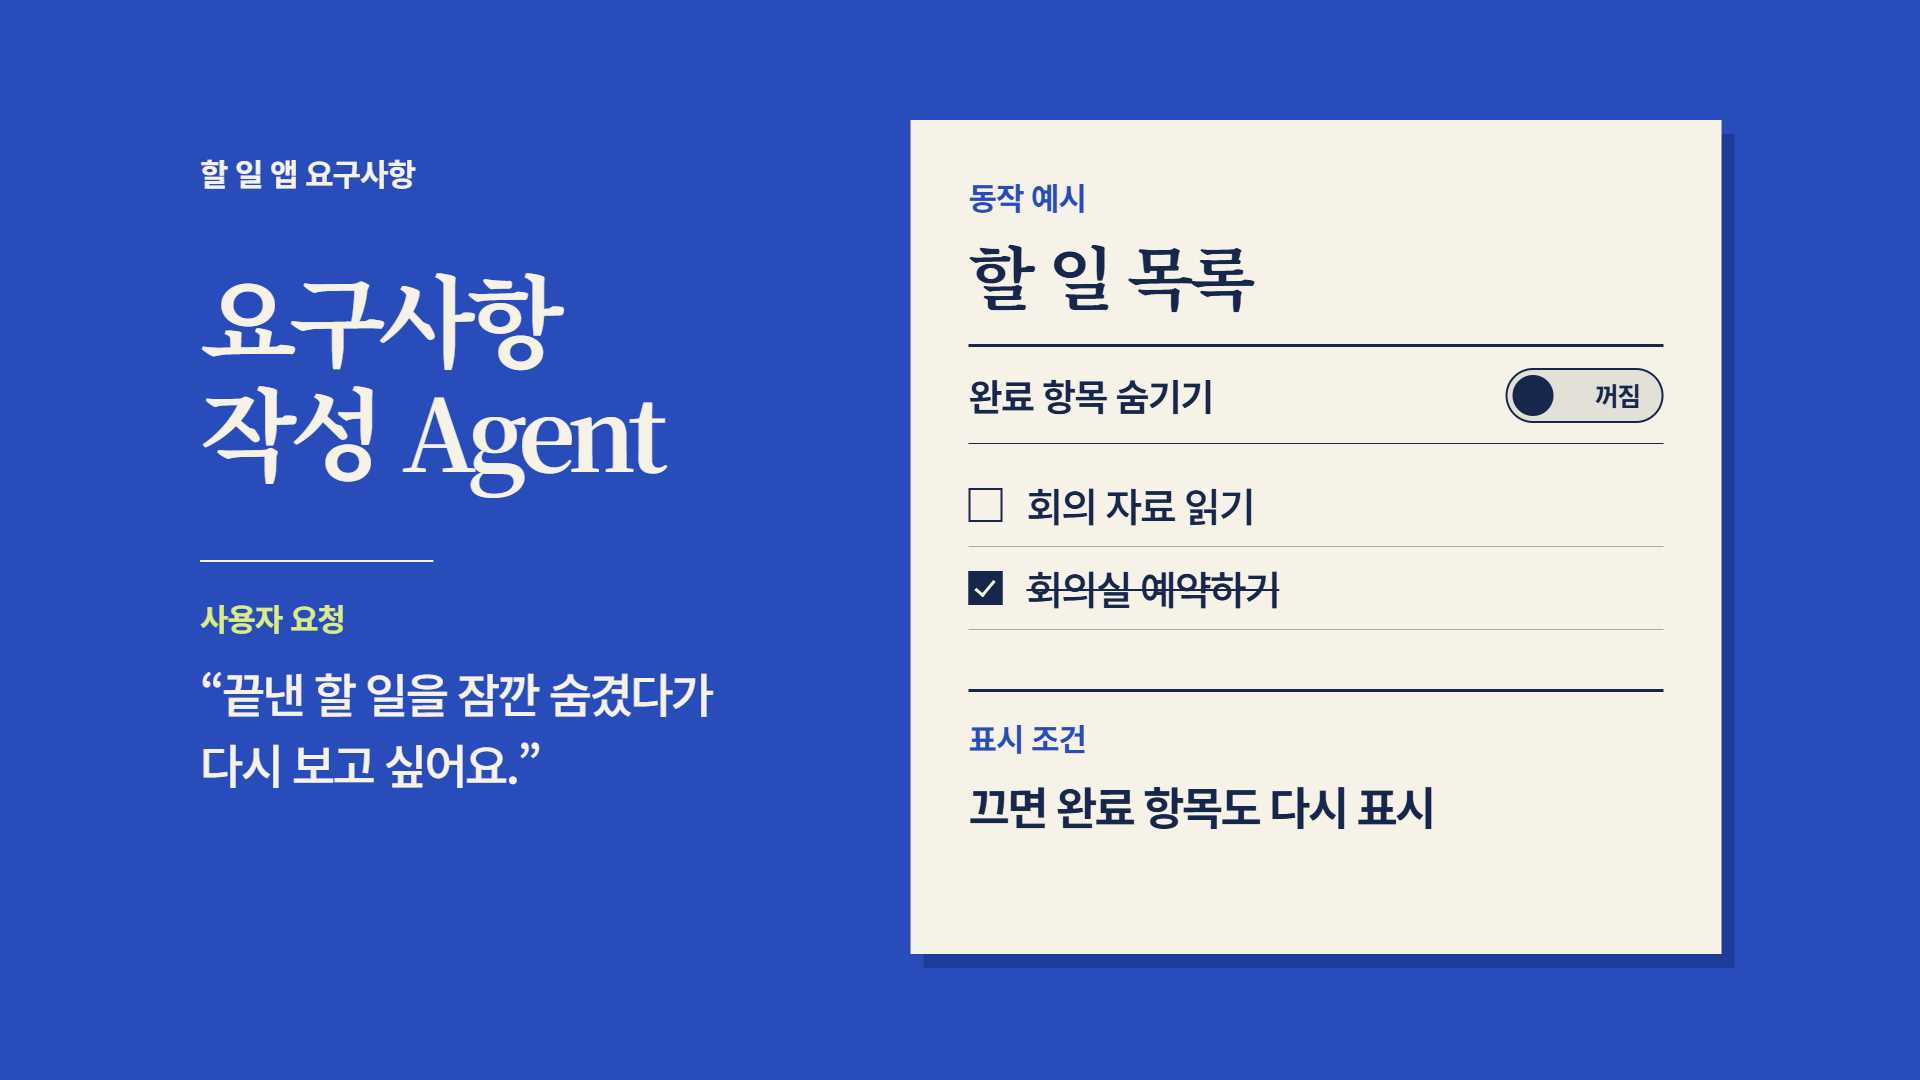 할 일 앱 요구사항
요구사항
작성 Agent
사용자 요청
“끝낸 할 일을 잠깐 숨겼다가
다시 보고 싶어요.”
동작 예시
할 일 목록
완료 항목 숨기기
꺼짐
회의 자료 읽기
회의실 예약하기
표시 조건
끄면 완료 항목도 다시 표시